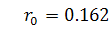 r₀ = 0.162